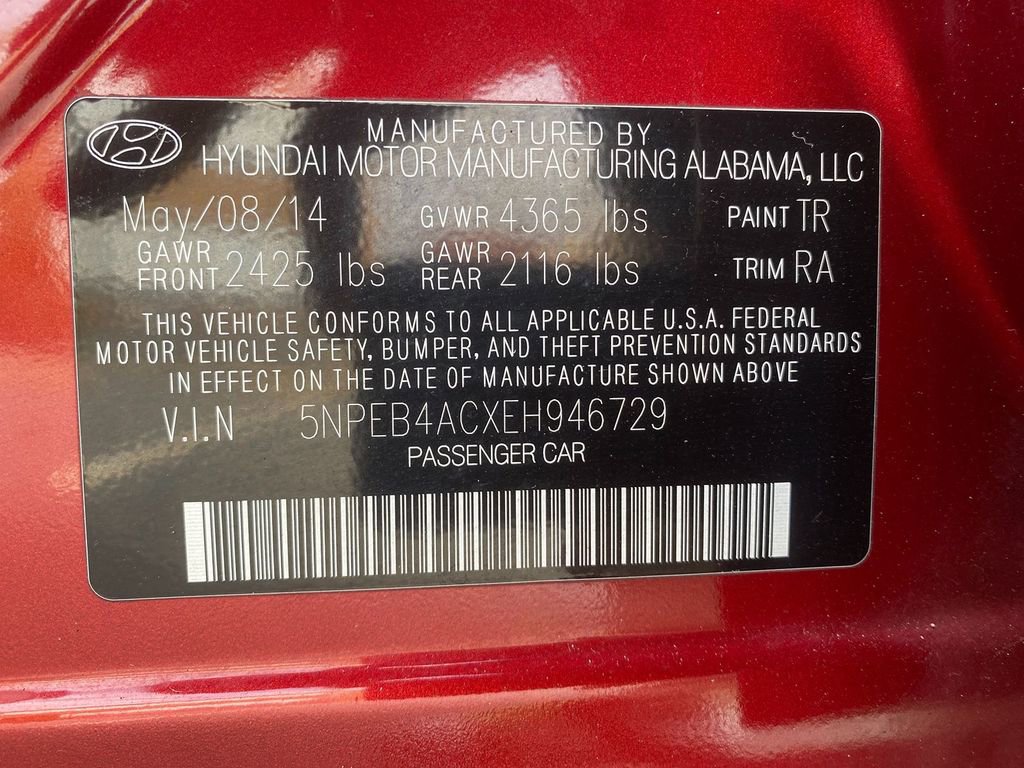 MANUFACTURED BY
HYUNDAI MOTOR MANUFACTURING ALABAMA, LLC
May/08/14 GVWR 4365 lbs PAINT TR
GAWR FRONT 2425 lbs GAWR REAR 2116 lbs TRIM RA
THIS VEHICLE CONFORMS TO ALL APPLICABLE U.S.A. FEDERAL
MOTOR VEHICLE SAFETY, BUMPER, AND THEFT PREVENTION STANDARDS
IN EFFECT ON THE DATE OF MANUFACTURE SHOWN ABOVE
V.I.N 5NPEB4ACXEH946729
PASSENGER CAR